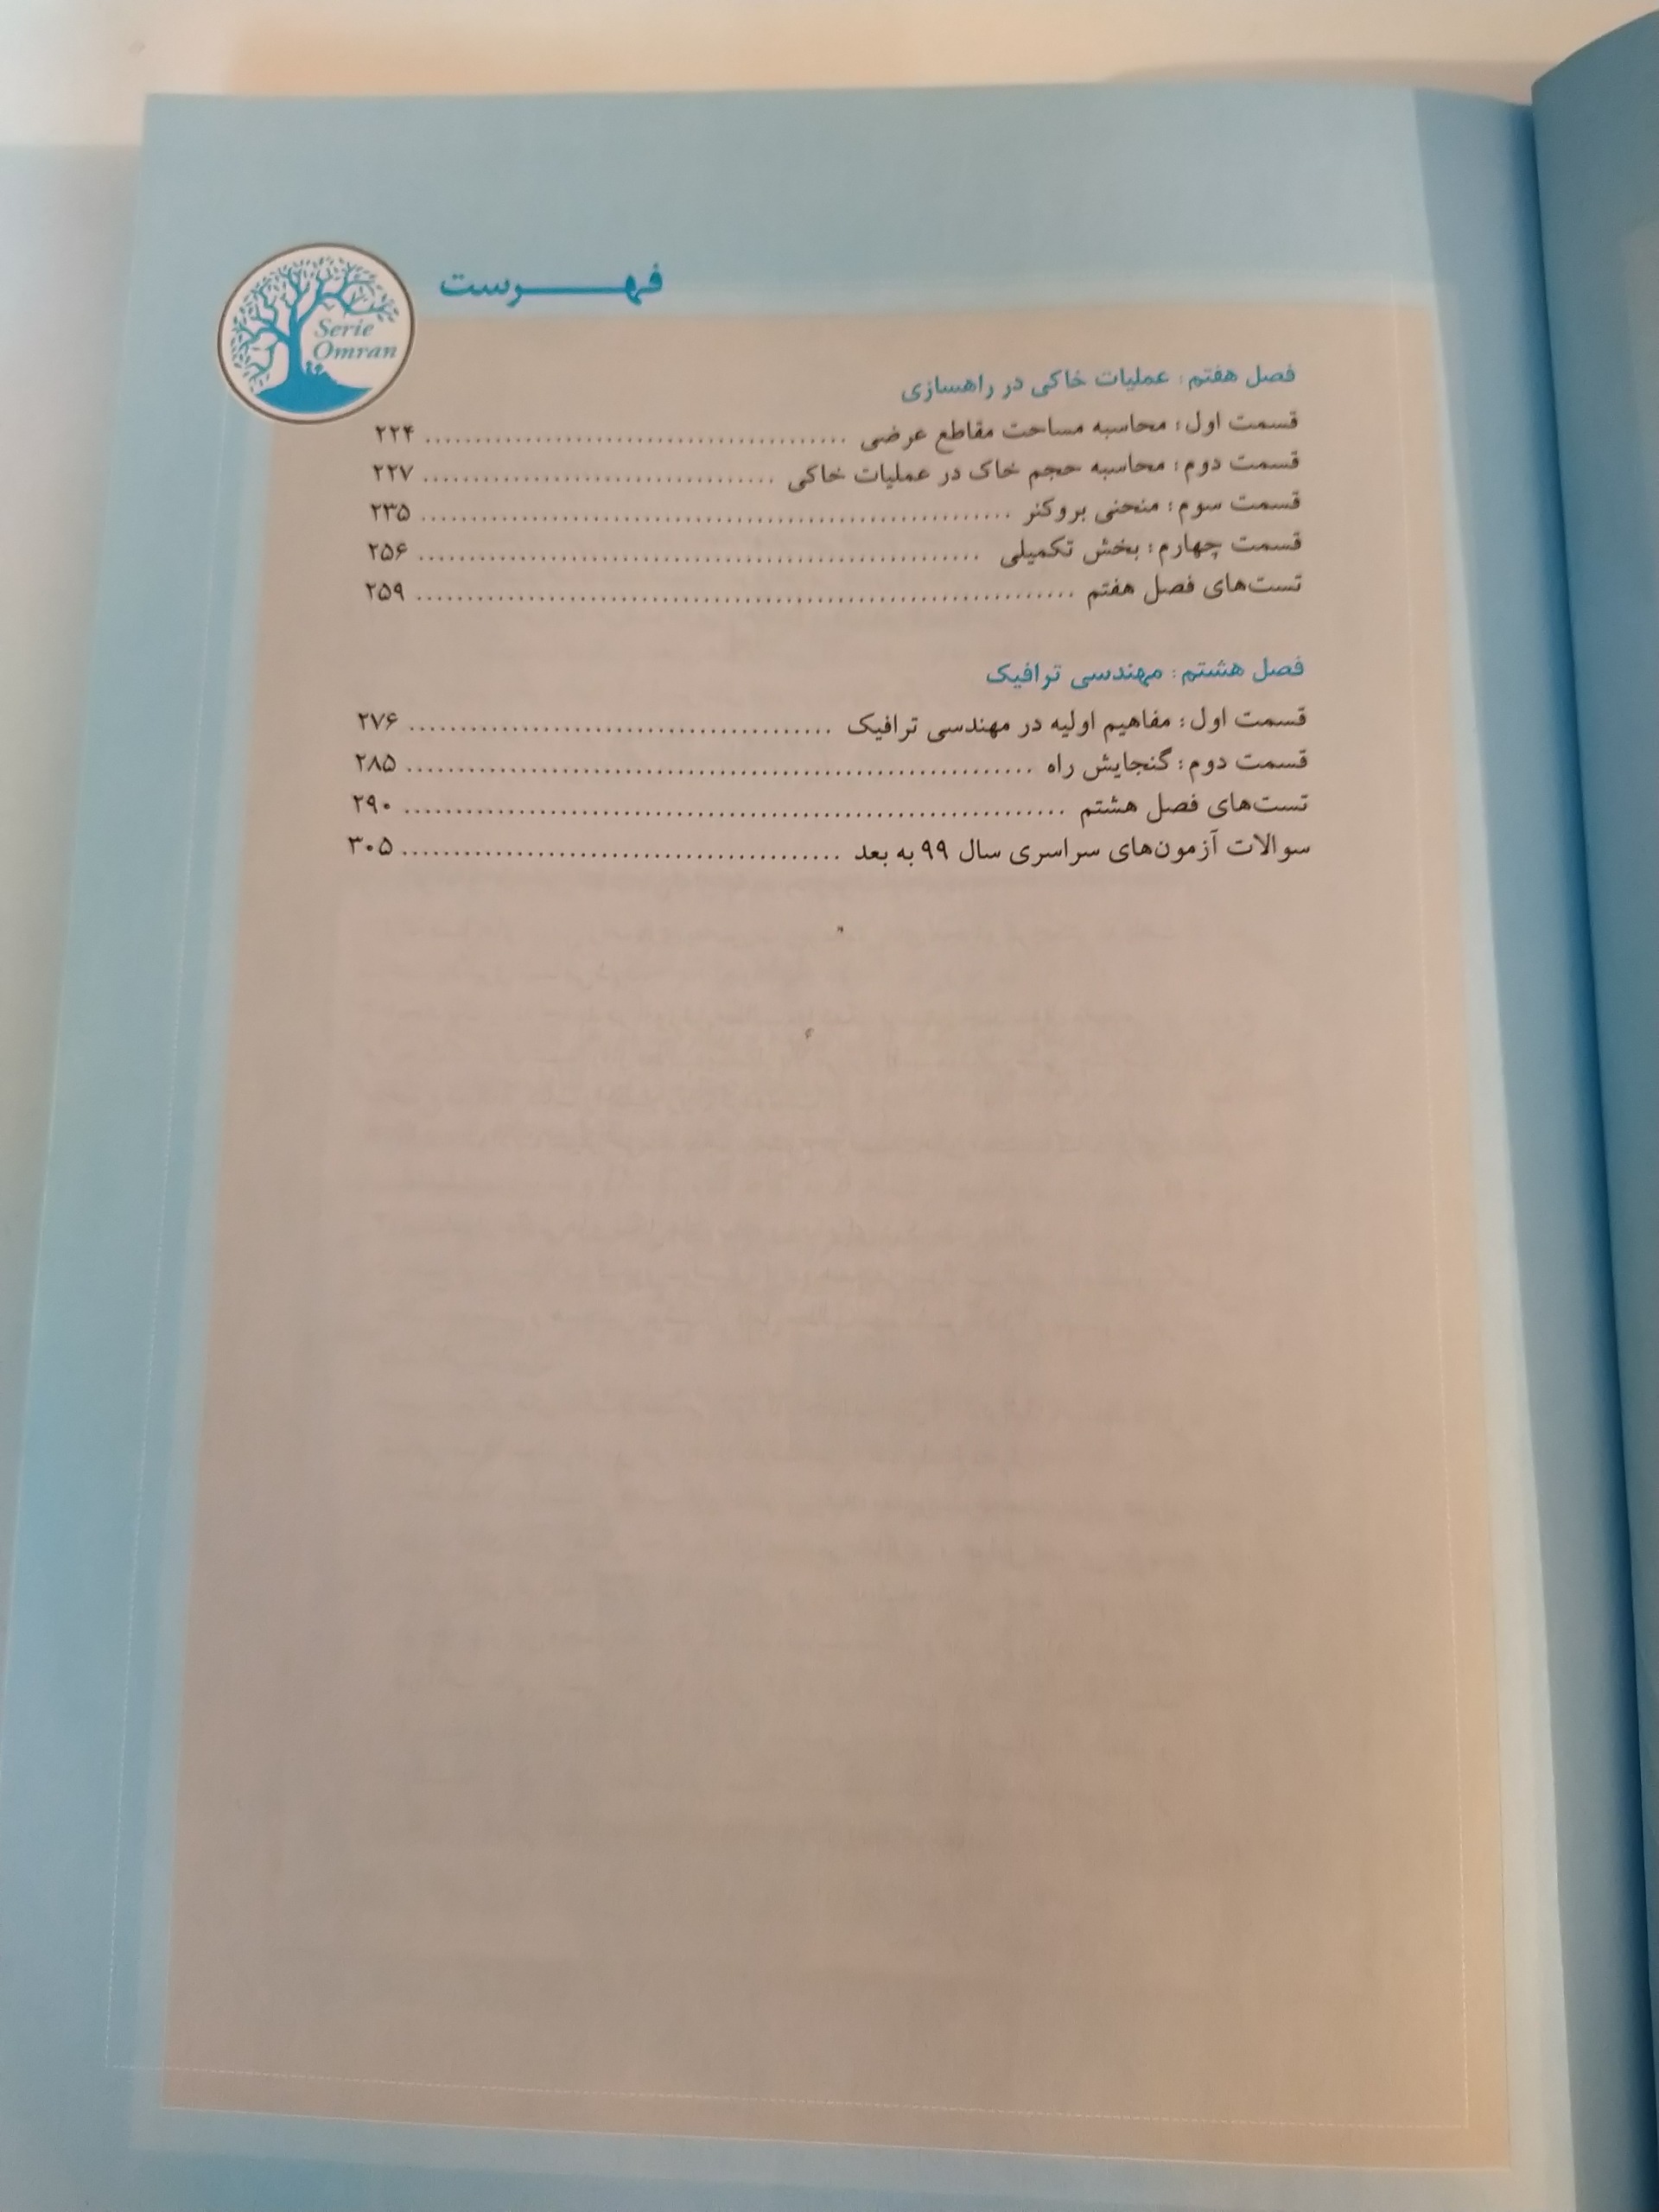 فهرست
Serie
Omran
فصل هفتم: عملیات خاکی در راهسازی
قسمت اول: محاسبه مساحت مقاطع عرضی ........................................ ۲۲۴
قسمت دوم: محاسبه حجم خاک در عملیات خاکی .................................. ۲۲۷
قسمت سوم: منحنی بروکنر ........................................................ ۲۳۵
قسمت چهارم: بخش تکمیلی ...................................................... ۲۵۶
تست‌های فصل هفتم ............................................................... ۲۵۹
فصل هشتم: مهندسی ترافیک
قسمت اول: مفاهیم اولیه در مهندسی ترافیک ........................................ ۲۷۶
قسمت دوم: گنجایش راه ............................................................ ۲۸۵
تست‌های فصل هشتم ............................................................... ۲۹۰
سوالات آزمون‌های سراسری سال ۹۹ به بعد .......................................... ۳۰۵